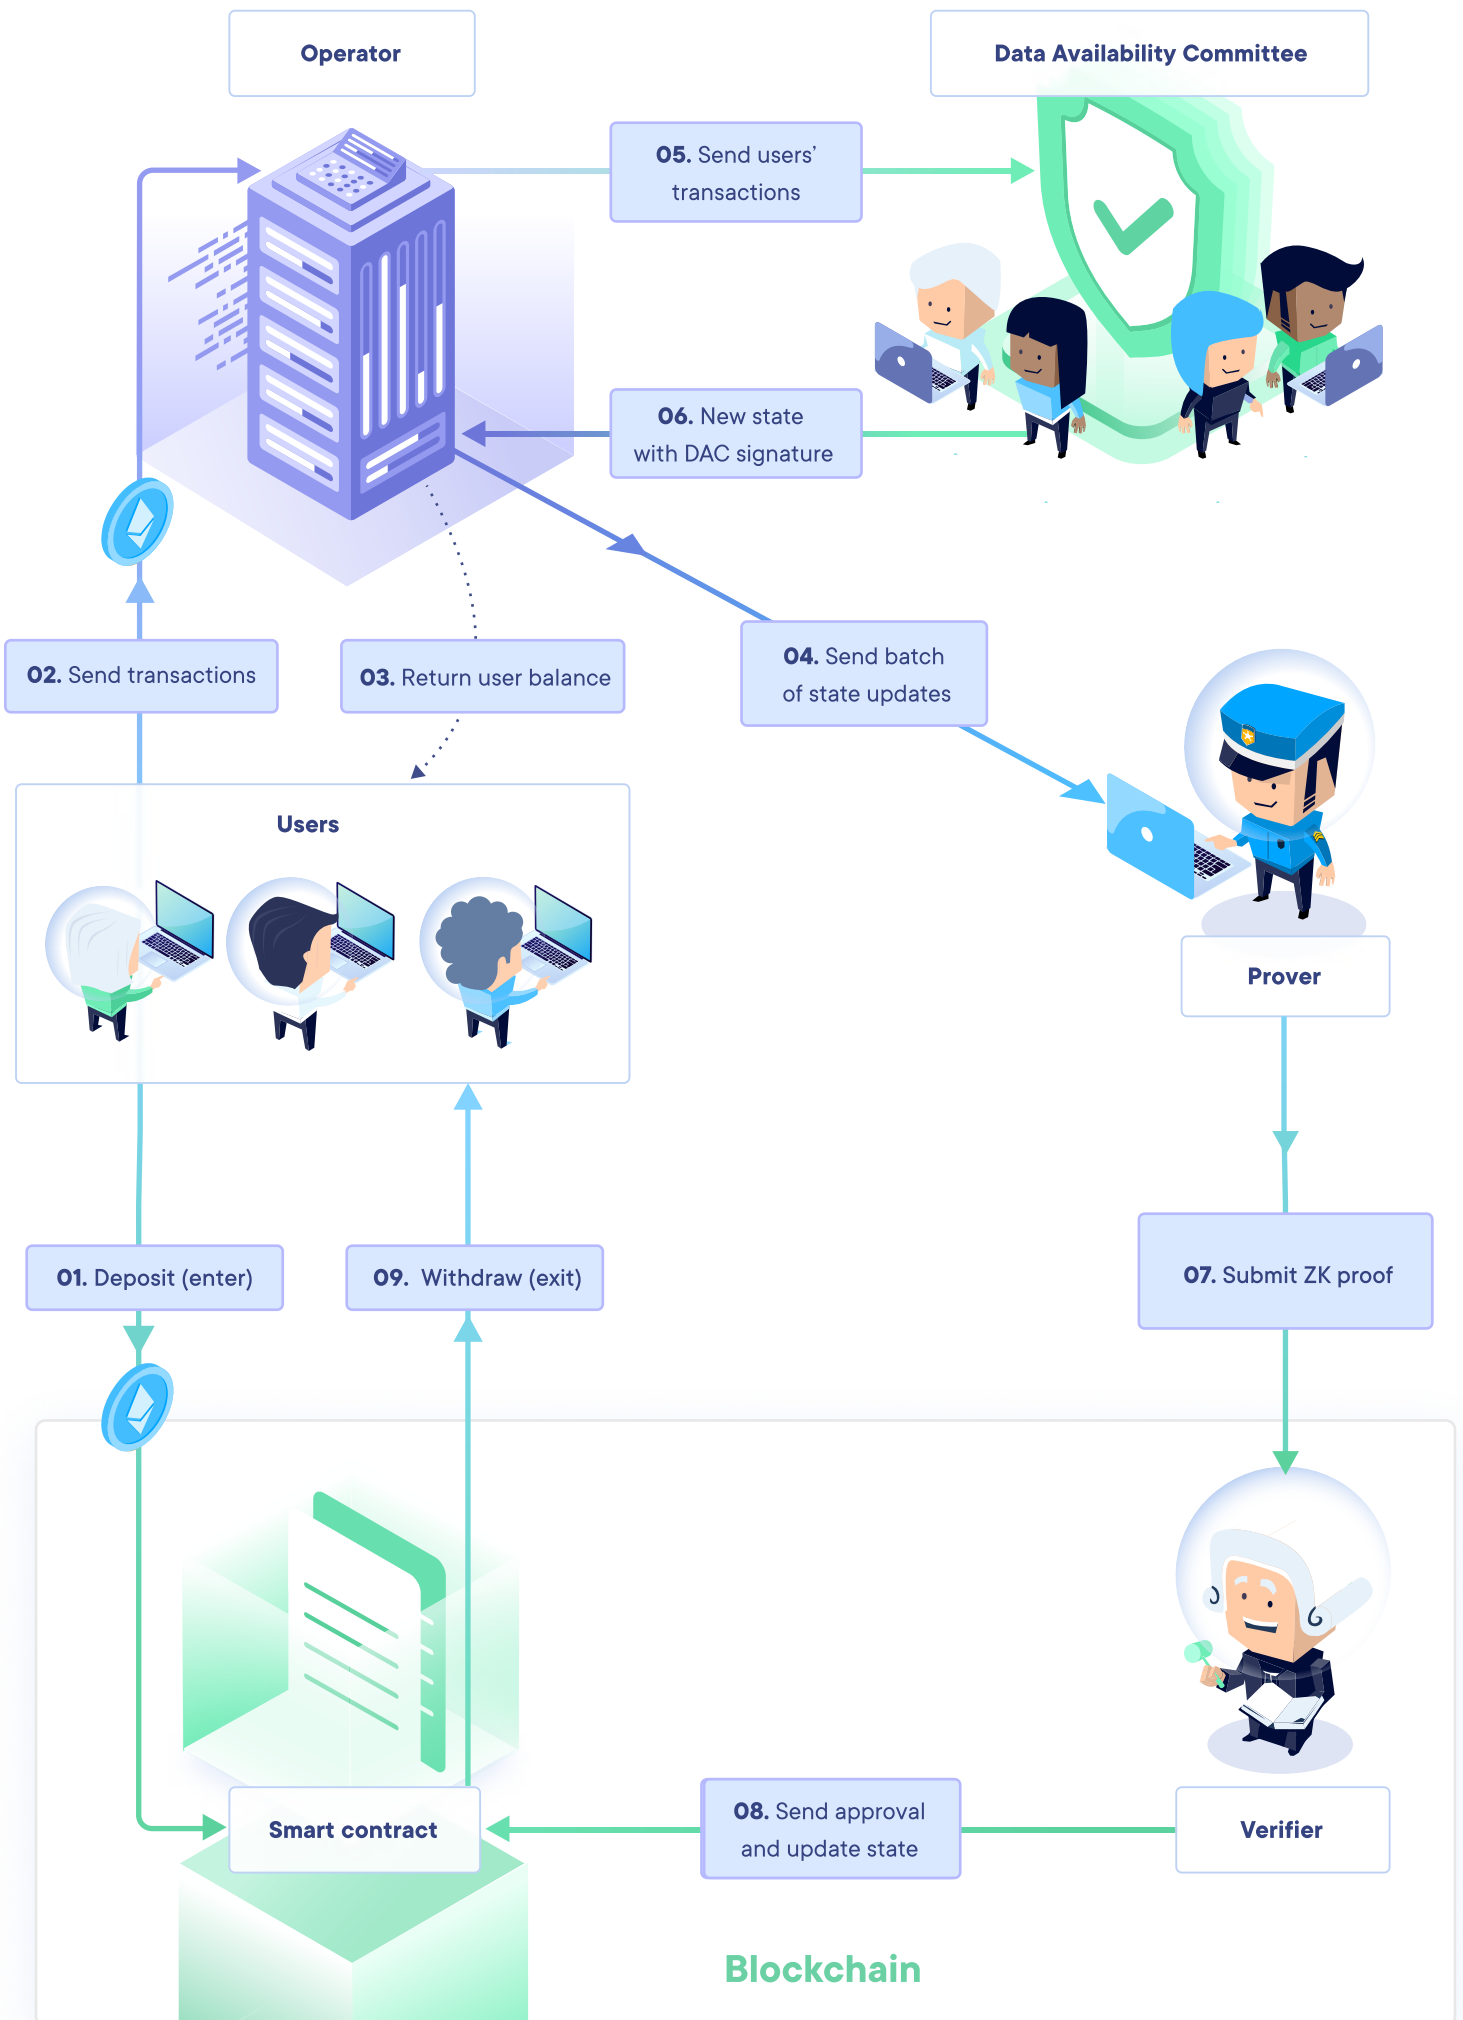 Operator
Data Availability Committee
05. Send users’
transactions
06. New state
with DAC signature
02. Send transactions
03. Return user balance
04. Send batch
of state updates
Users
Prover
01. Deposit (enter)
09. Withdraw (exit)
07. Submit ZK proof
Smart contract
08. Send approval
and update state
Verifier
Blockchain